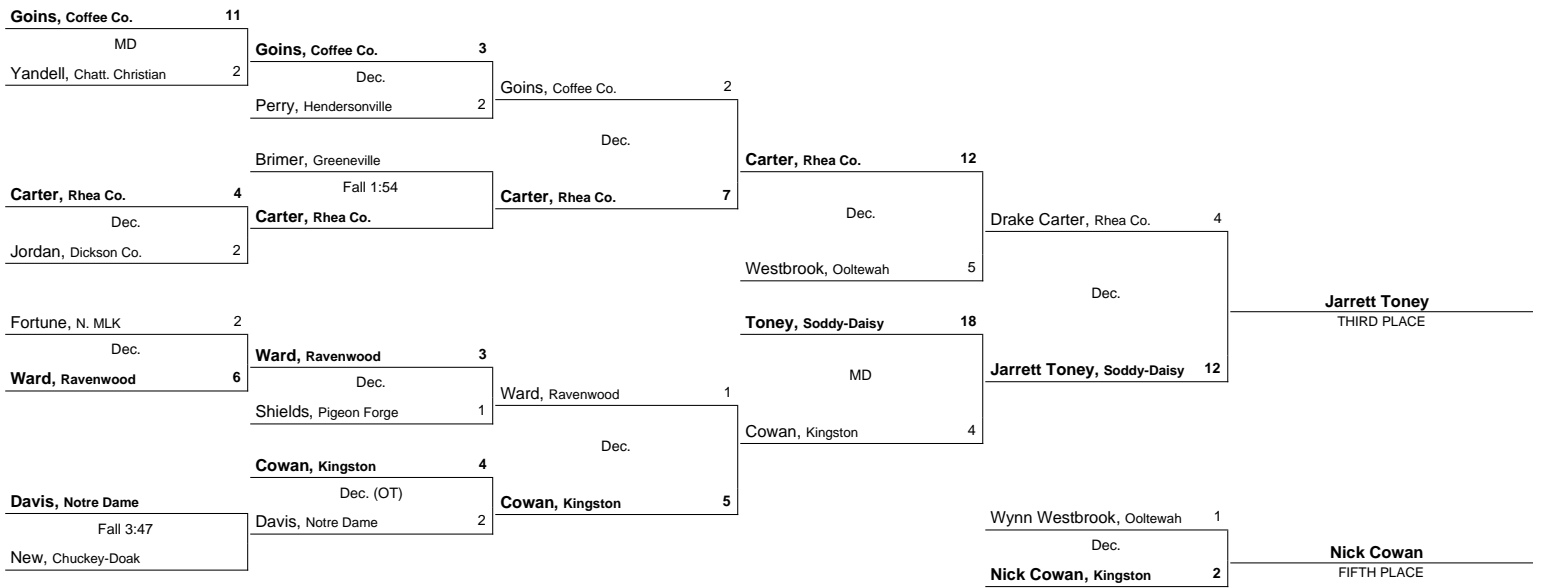 Goins, Coffee Co. 11
MD
Yandell, Chatt. Christian 2
Carter, Rhea Co. 4
Dec.
Jordan, Dickson Co. 2
Fortune, N. MLK 2
Dec.
Ward, Ravenwood 6
Davis, Notre Dame
Fall 3:47
New, Chuckey-Doak
Goins, Coffee Co. 3
Dec.
Perry, Hendersonville 2
Brimer, Greeneville
Fall 1:54
Carter, Rhea Co.
Ward, Ravenwood 3
Dec.
Shields, Pigeon Forge 1
Cowan, Kingston 4
Dec. (OT)
Davis, Notre Dame 2
Goins, Coffee Co. 2
Dec.
Carter, Rhea Co. 7
Ward, Ravenwood 1
Dec.
Cowan, Kingston 5
Carter, Rhea Co. 12
Dec.
Westbrook, Ooltewah 5
Toney, Soddy-Daisy 18
MD
Cowan, Kingston 4
Drake Carter, Rhea Co. 4
Dec.
Jarrett Toney, Soddy-Daisy 12
Jarrett Toney
THIRD PLACE
Wynn Westbrook, Ooltewah 1
Dec.
Nick Cowan, Kingston 2
Nick Cowan
FIFTH PLACE